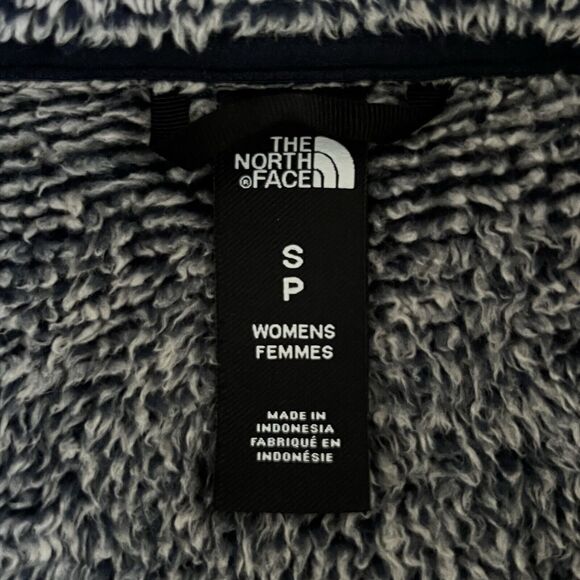 THE
NORTH
®FACE
S
P
WOMENS
FEMMES
MADE IN
INDONESIA
FABRIQUÉ EN
INDONÉSIE